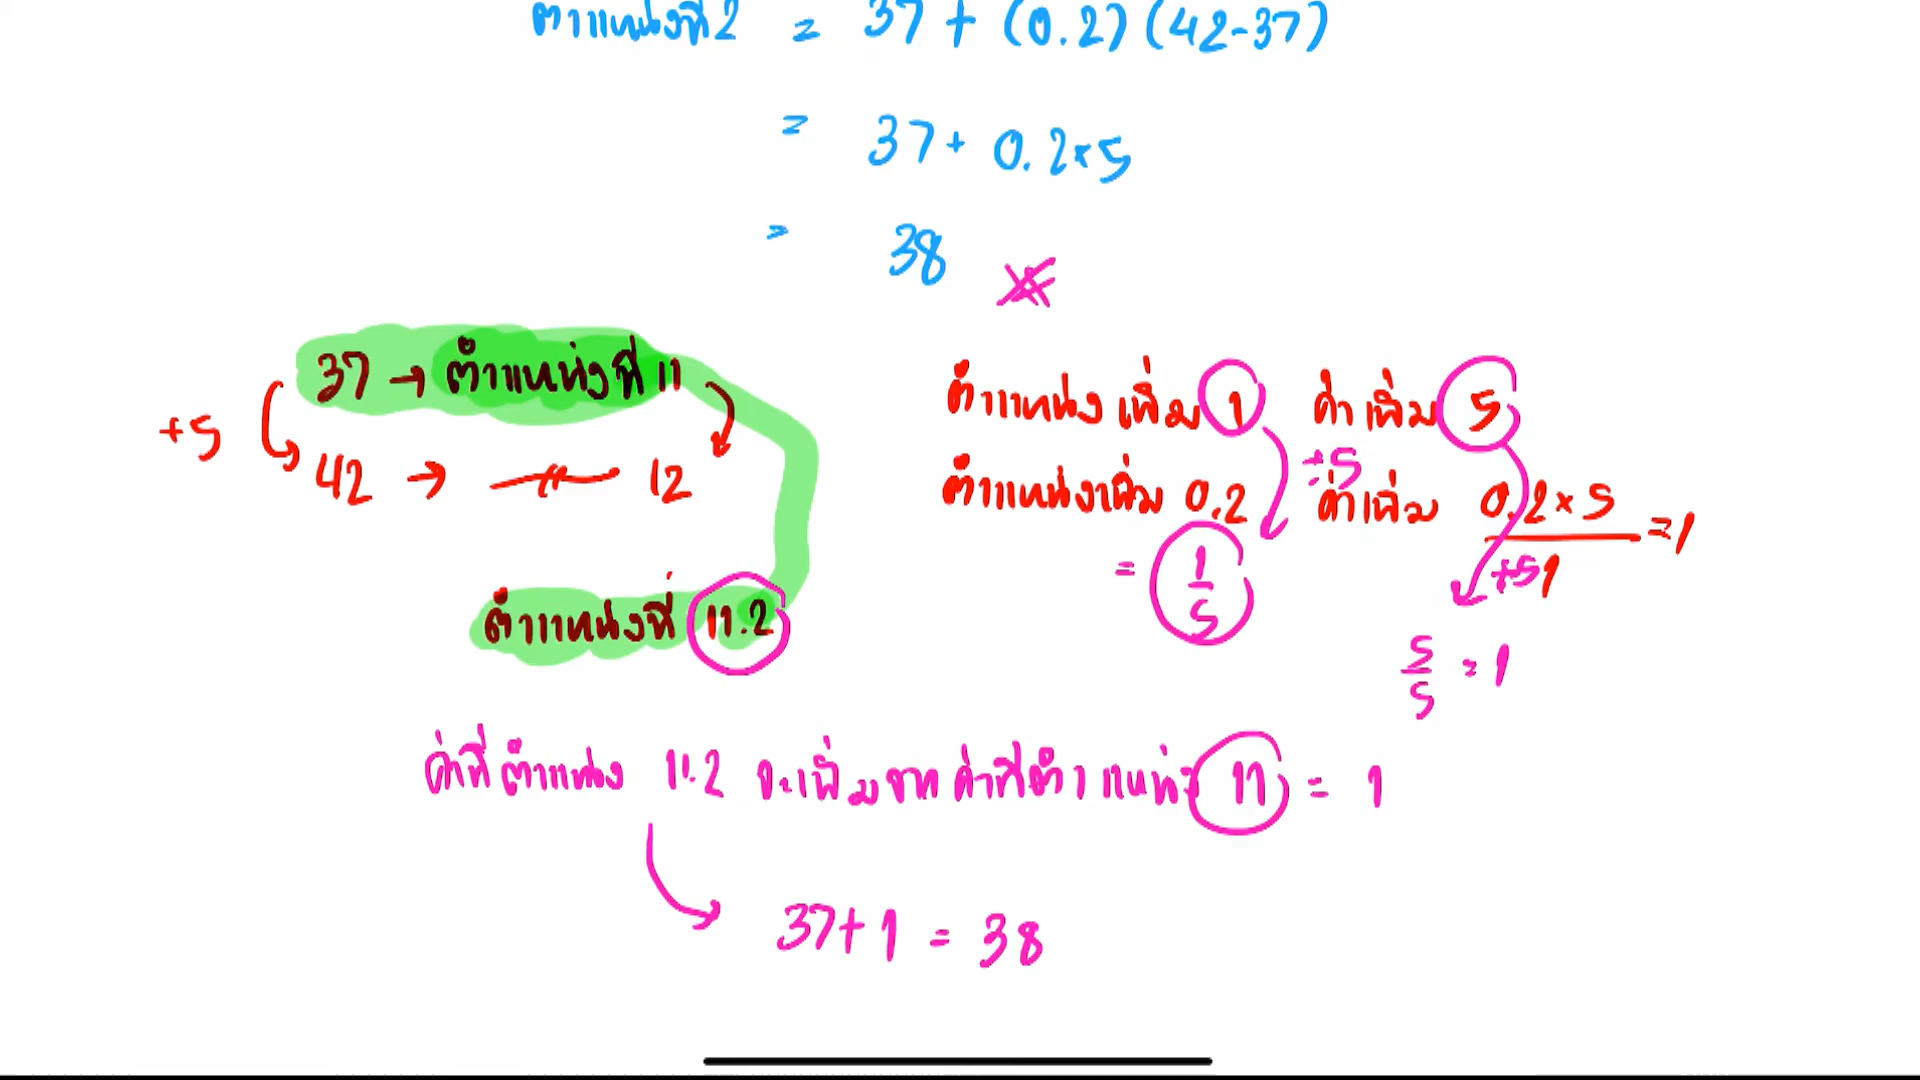 ตำแหน่งที่ 2 = 37 + (0.2)(42-37)
= 37 + 0.2×5
= 38
37 → ตำแหน่งที่ 11
+5
42 → 12
ตำแหน่งที่ 11.2
ตำแหน่ง เพิ่ม 1 ค่าเพิ่ม 5
÷5
ตำแหน่งเพิ่ม 0.2 ค่าเพิ่ม 0.2×5 = 1
= 1/5
÷5 1
5/5 = 1
ค่าที่ตำแหน่ง 11.2 จะเพิ่มจาก ค่าที่ตำแหน่ง 11 = 1
37+1 = 38